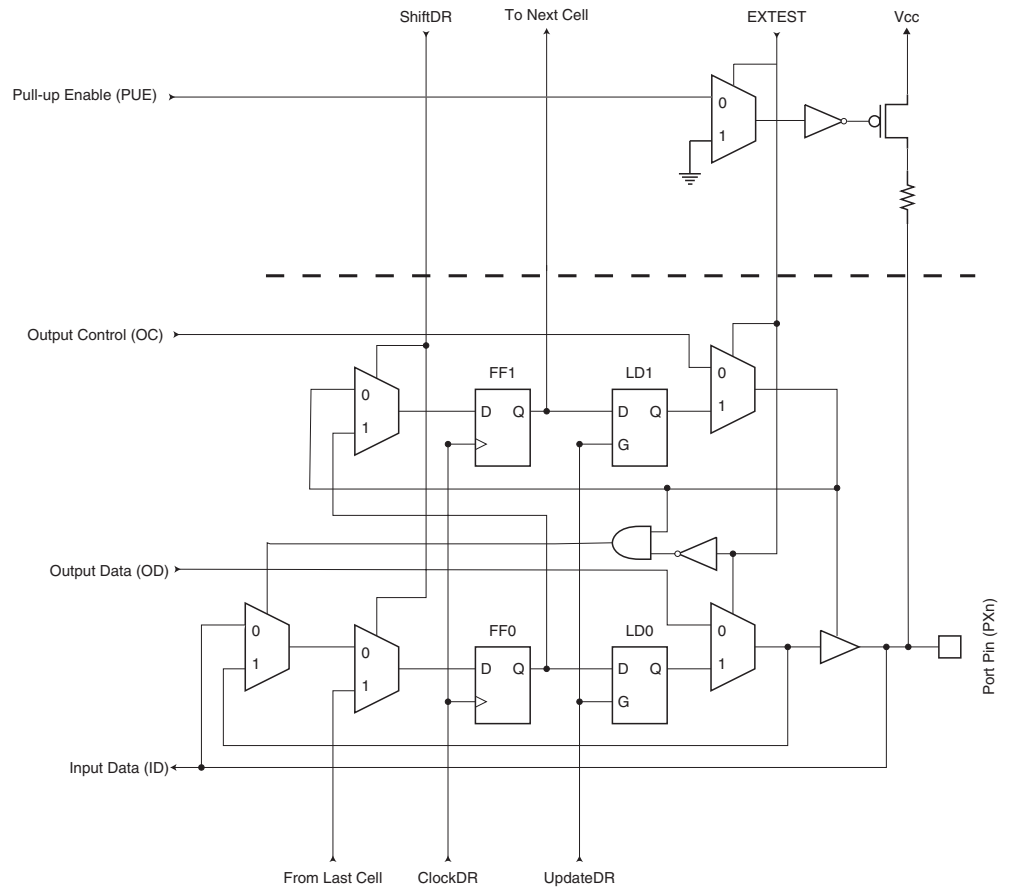 ShiftDR
To Next Cell
EXTEST
Vcc
Pull-up Enable (PUE)
0
1
Output Control (OC)
FF1
LD1
0
0
D
Q
D
Q
1
1
G
Output Data (OD)
Port Pin (PXn)
FF0
LD0
0
0
0
D
Q
D
Q
1
1
1
G
Input Data (ID)
From Last Cell
ClockDR
UpdateDR